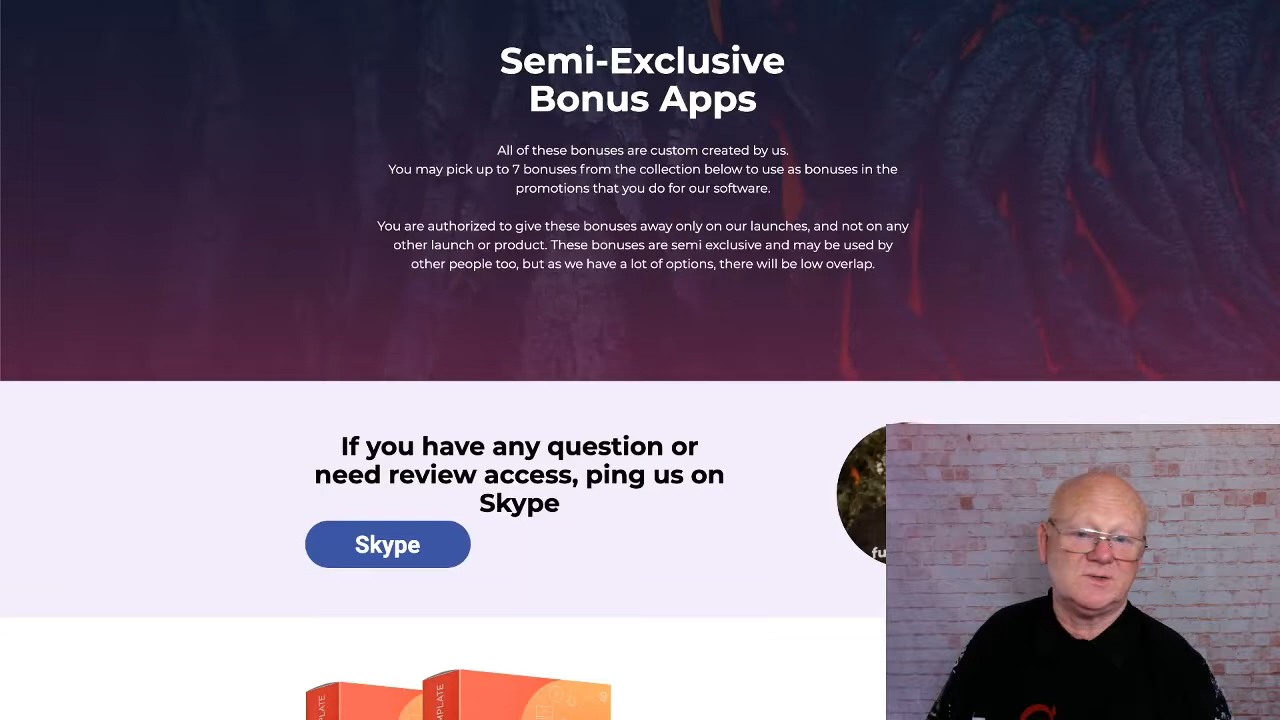 Semi-Exclusive
Bonus Apps
All of these bonuses are custom created by us.
You may pick up to 7 bonuses from the collection below to use as bonuses in the
promotions that you do for our software.
You are authorized to give these bonuses away only on our launches, and not on any
other launch or product. These bonuses are semi exclusive and may be used by
other people too, but as we have a lot of options, there will be low overlap.
If you have any question or
need review access, ping us on
Skype
Skype
fu
PLATE
MPLATE